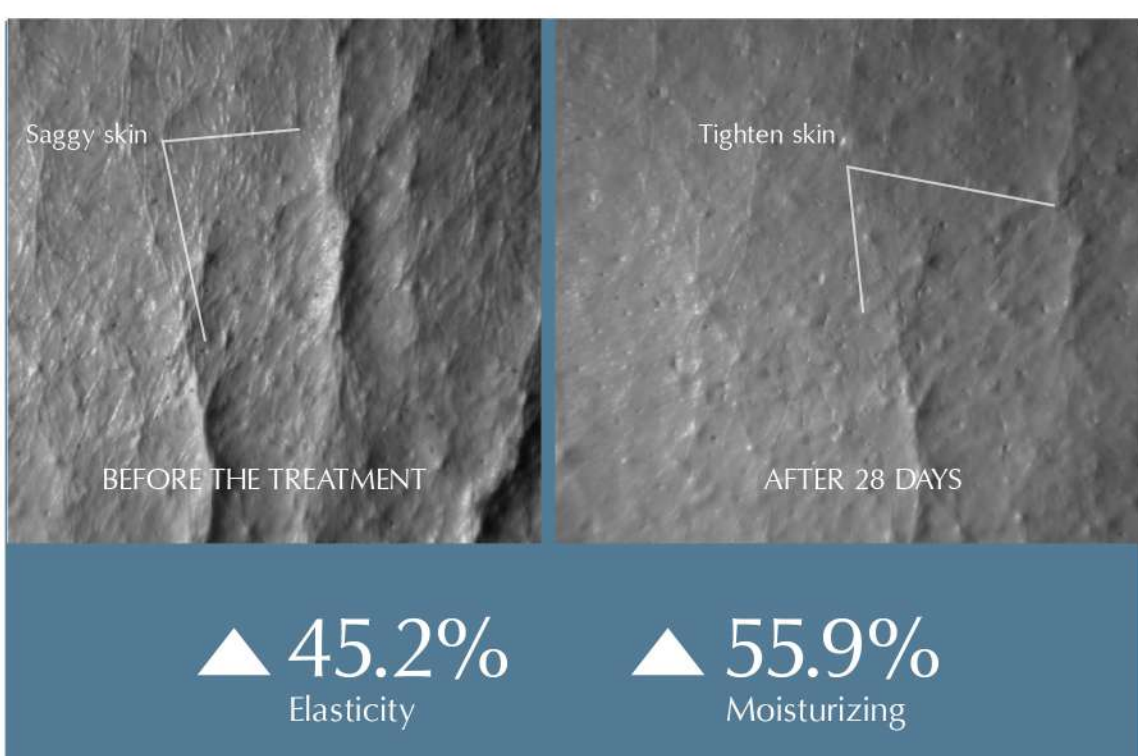 Saggy skin
Tighten skin
BEFORE THE TREATMENT
AFTER 28 DAYS
45.2%
Elasticity
55.9%
Moisturizing